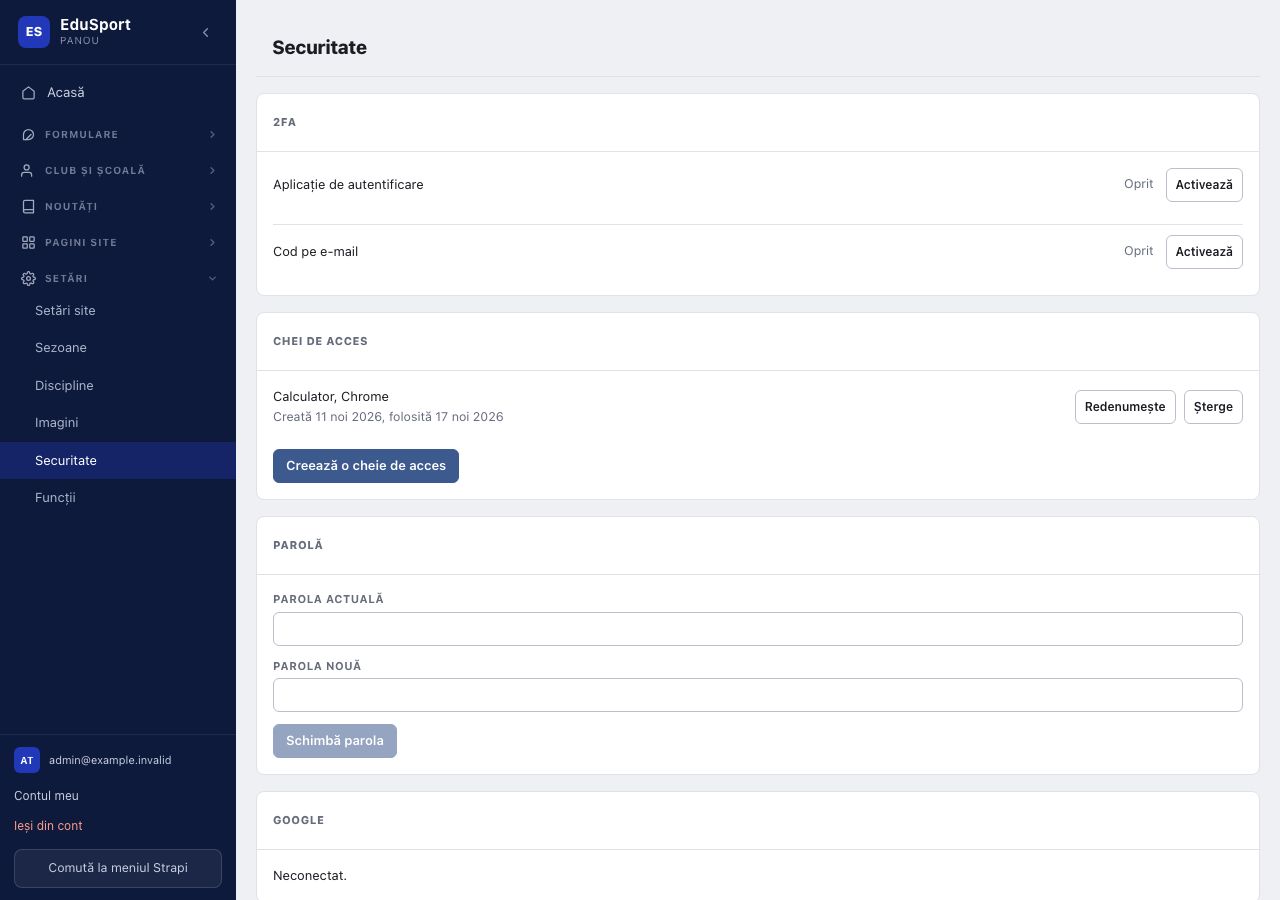 ES
EduSport
PANOU
Acasă
FORMULARE
CLUB ȘI ȘCOALĂ
NOUTĂȚI
PAGINI SITE
SETĂRI
Setări site
Sezoane
Discipline
Imagini
Securitate
Funcții
AT
admin@example.invalid
Contul meu
Ieși din cont
Comută la meniul Strapi
Securitate
2FA
Aplicație de autentificare
Oprit
Activează
Cod pe e-mail
Oprit
Activează
CHEI DE ACCES
Calculator, Chrome
Creată 11 noi 2026, folosită 17 noi 2026
Redenumește
Șterge
Creează o cheie de acces
PAROLĂ
PAROLA ACTUALĂ
PAROLA NOUĂ
Schimbă parola
GOOGLE
Neconectat.